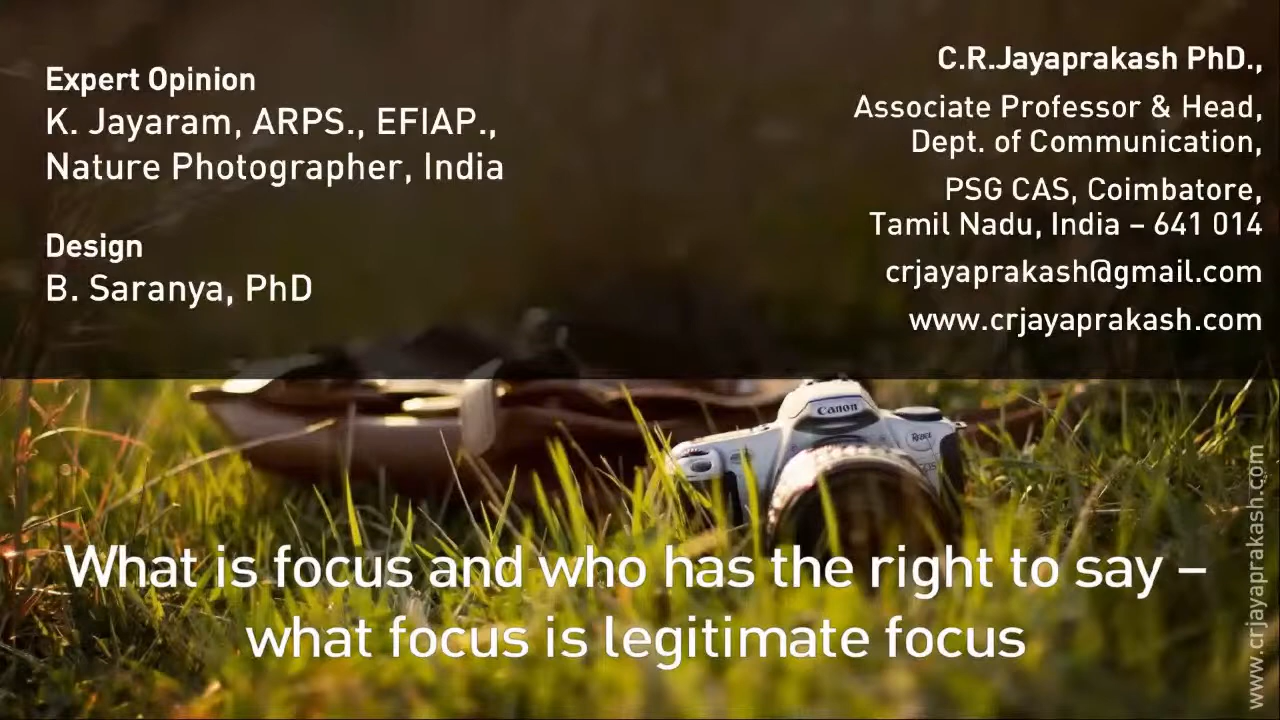 Expert Opinion
K. Jayaram, ARPS., EFIAP.,
Nature Photographer, India
Design
B. Saranya, PhD
C.R.Jayaprakash PhD.,
Associate Professor & Head,
Dept. of Communication,
PSG CAS, Coimbatore,
Tamil Nadu, India – 641 014
crjayaprakash@gmail.com
www.crjayaprakash.com
Canon
What is focus and who has the right to say –
what focus is legitimate focus
www.crjayaprakash.com